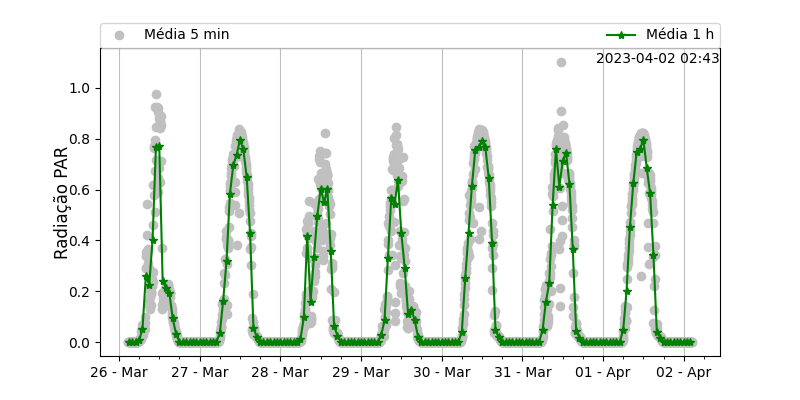 Média 5 min
Média 1 h
2023-04-02 02:43
Radiação PAR
1.0
0.8
0.6
0.4
0.2
0.0
26 - Mar
27 - Mar
28 - Mar
29 - Mar
30 - Mar
31 - Mar
01 - Apr
02 - Apr